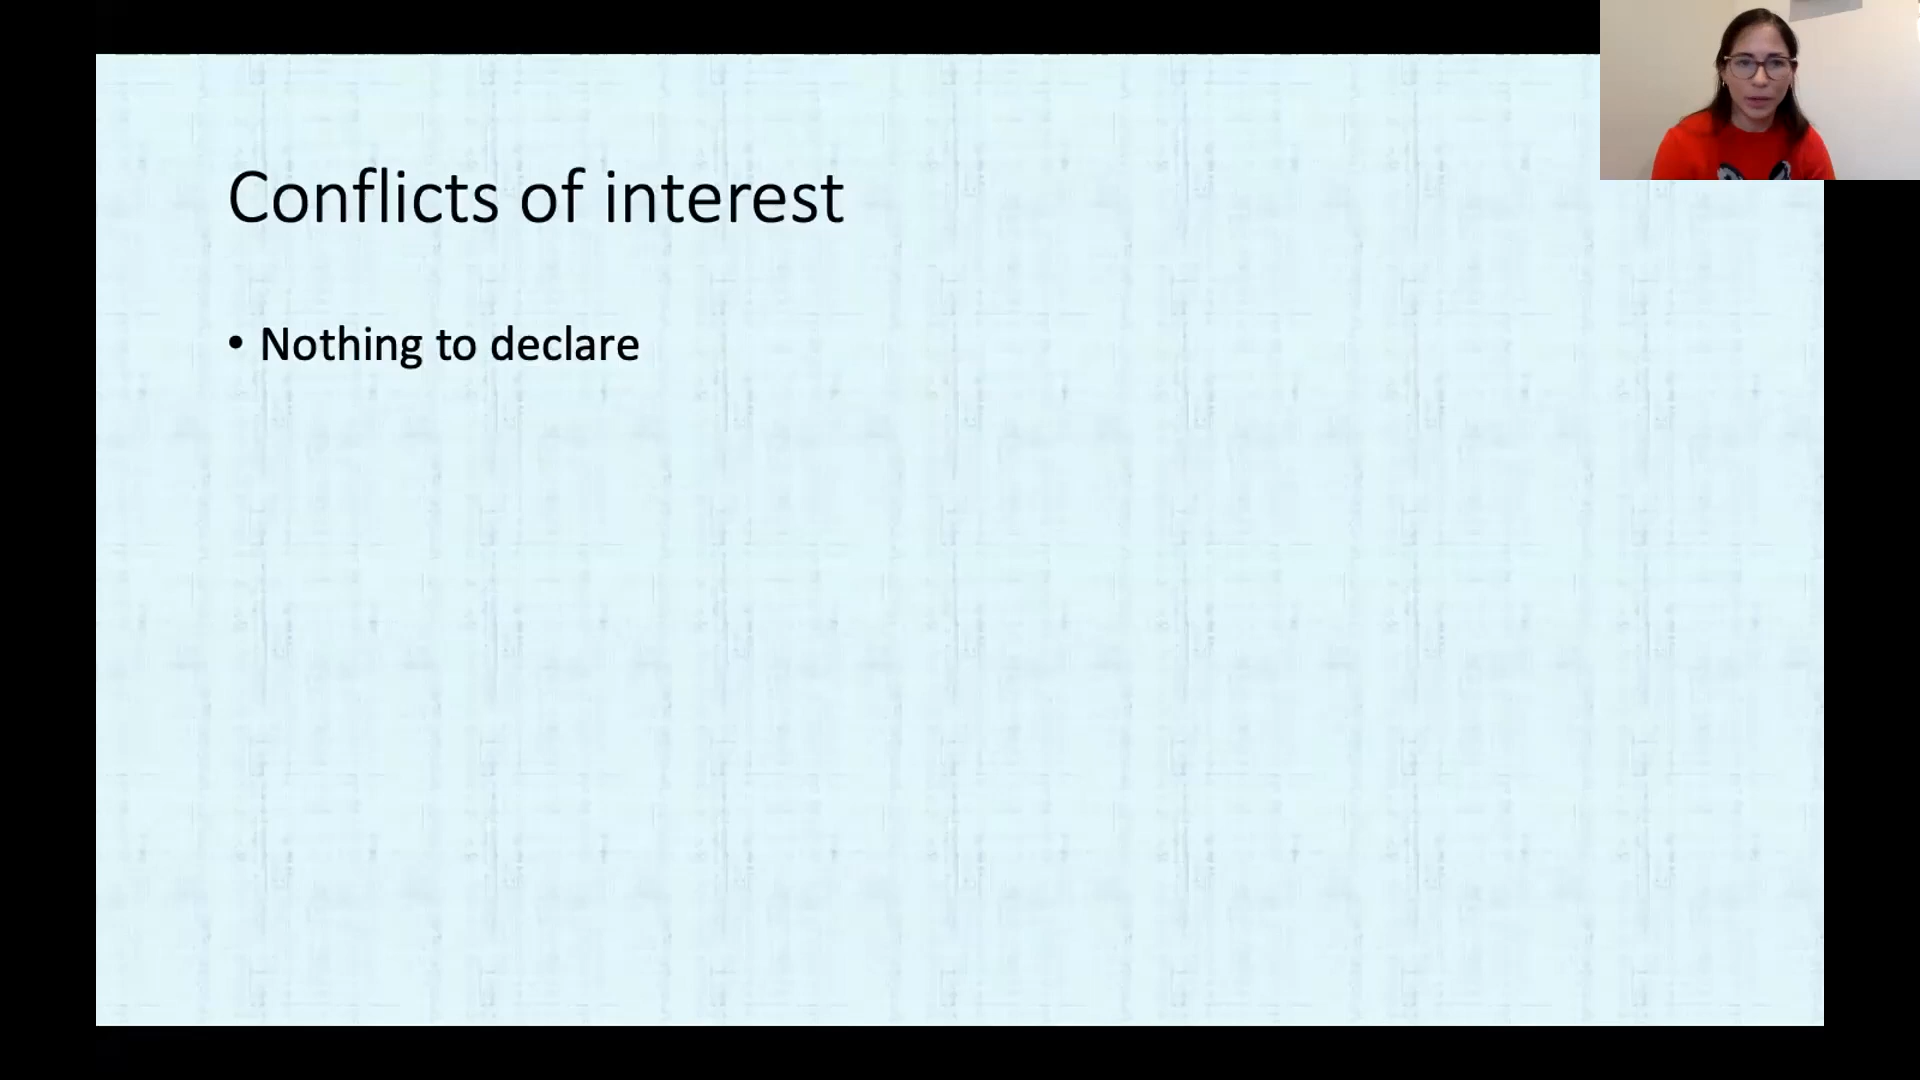 Conflicts of interest
• Nothing to declare